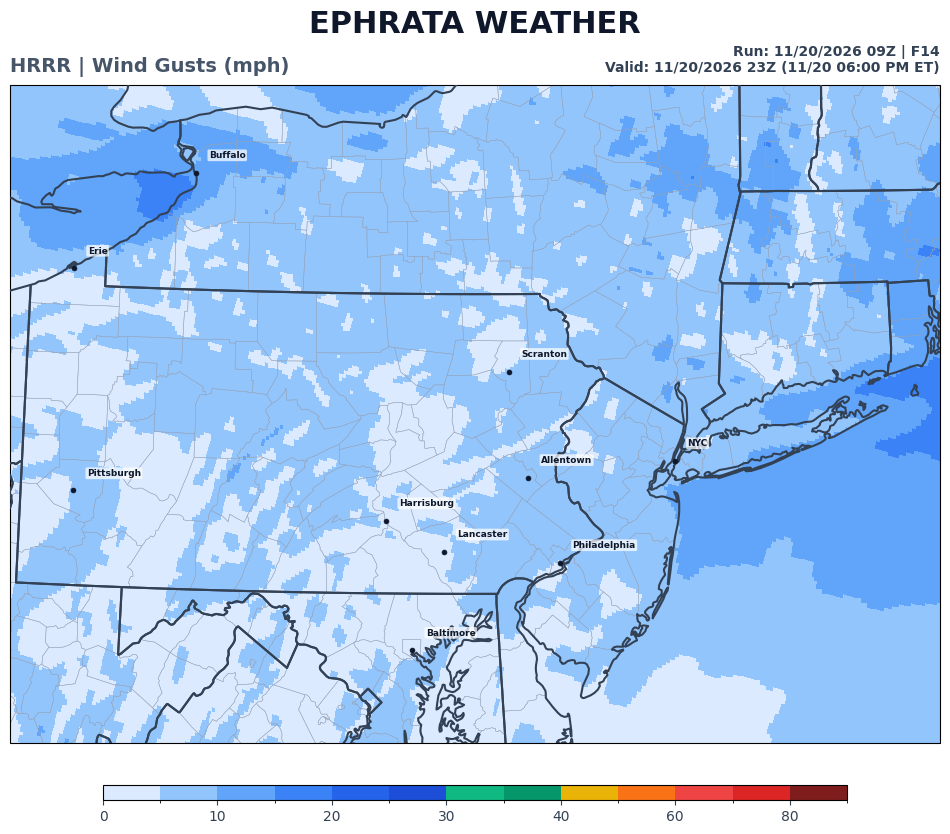 EPHRATA WEATHER
Run: 11/20/2026 09Z | F14
HRRR | Wind Gusts (mph)
Valid: 11/20/2026 23Z (11/20 06:00 PM ET)
Buffalo
Erie
Scranton
NYC
Allentown
Pittsburgh
Harrisburg
Lancaster
Philadelphia
Baltimore
0 10 20 30 40 50 60 70 80